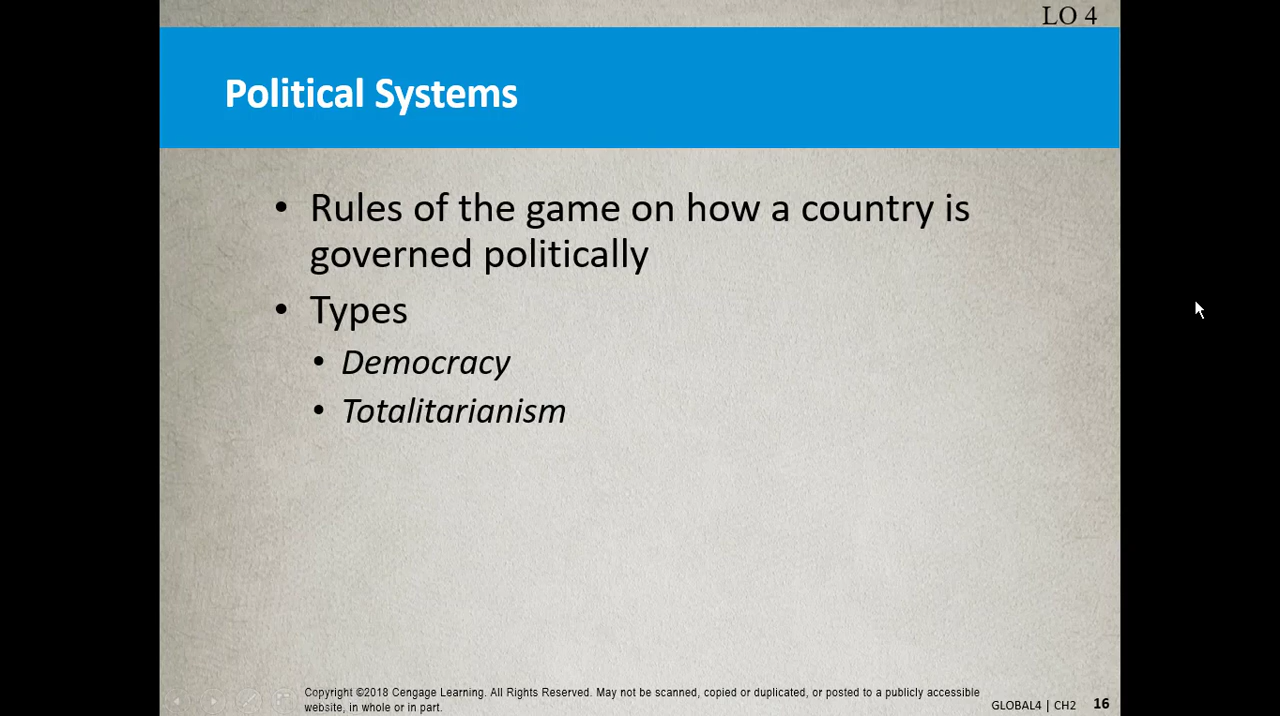 LO 4
Political Systems
• Rules of the game on how a country is
governed politically
• Types
• Democracy
• Totalitarianism
Copyright ©2018 Cengage Learning. All Rights Reserved. May not be scanned, copied or duplicated, or posted to a publicly accessible
website, in whole or in part.
GLOBAL4 | CH2 16